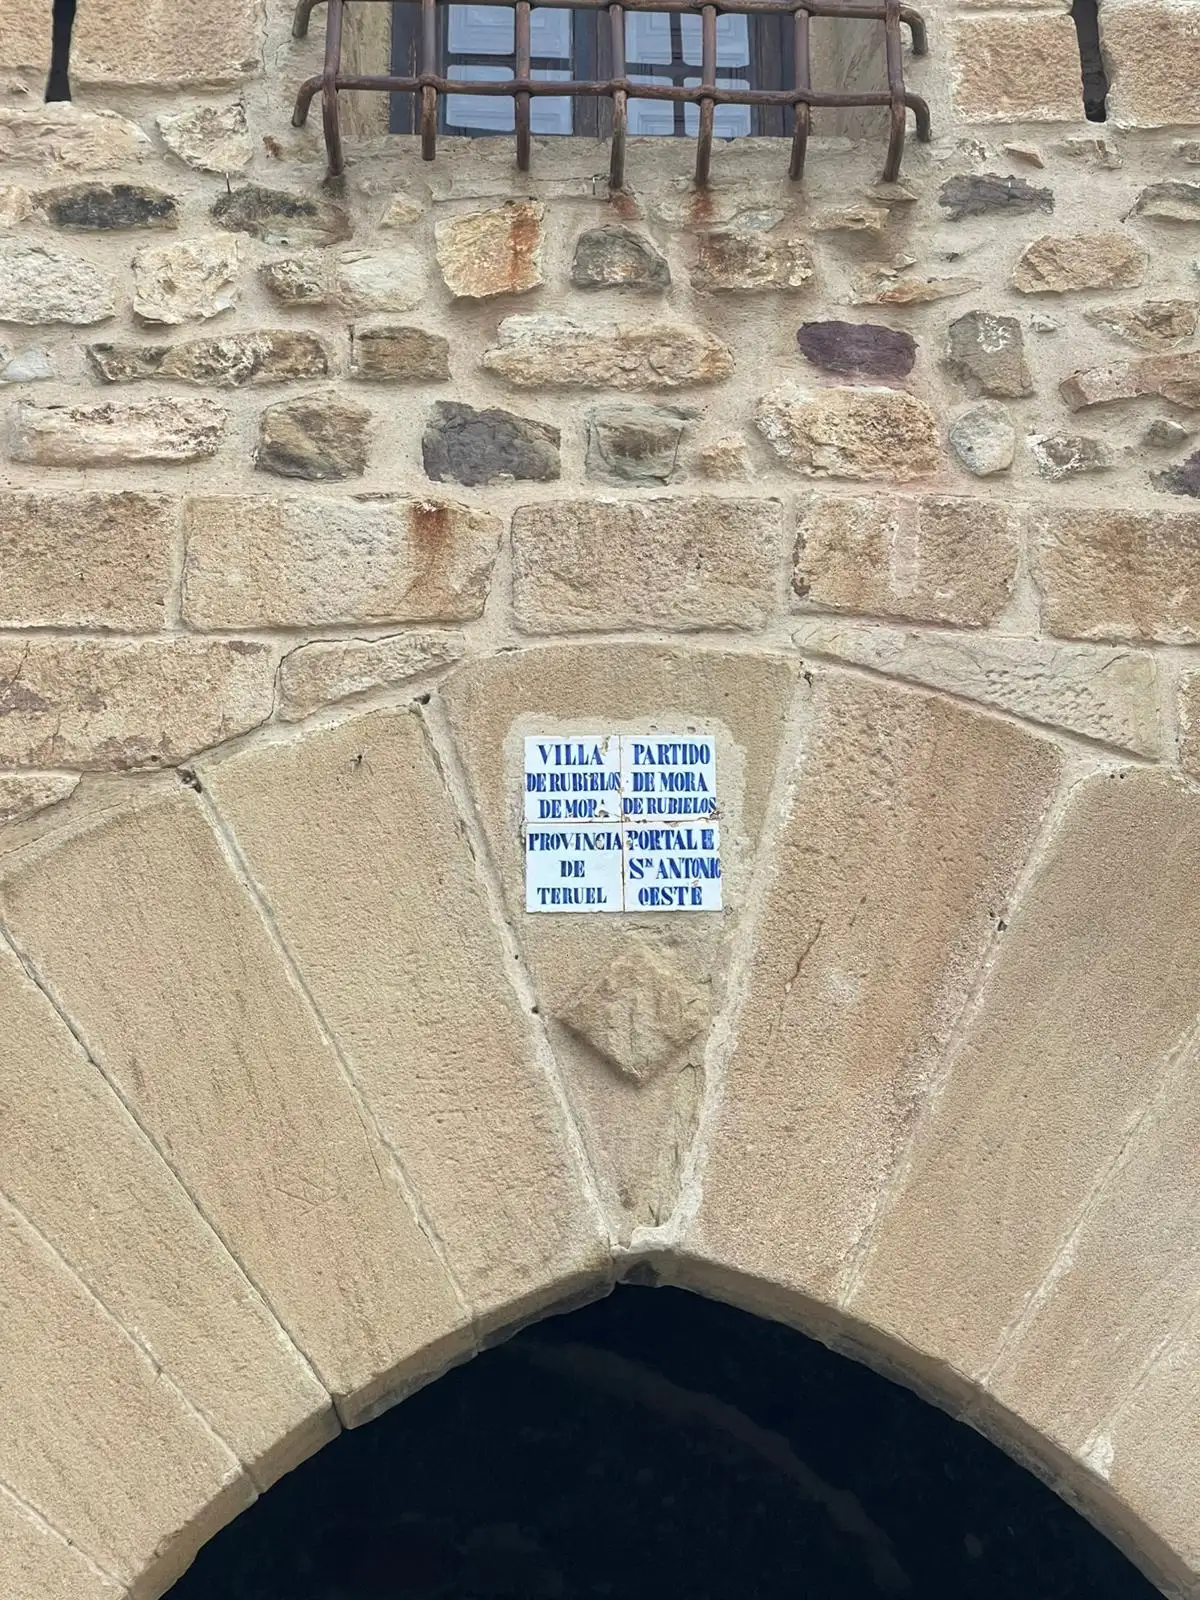 VILLA
DE RUBIELOS
DE MORA
PARTIDO
DE MORA
DE RUBIELOS
PROVINCIA
DE
TERUEL
PORTAL E
Sⁿ ANTONIO
OESTE